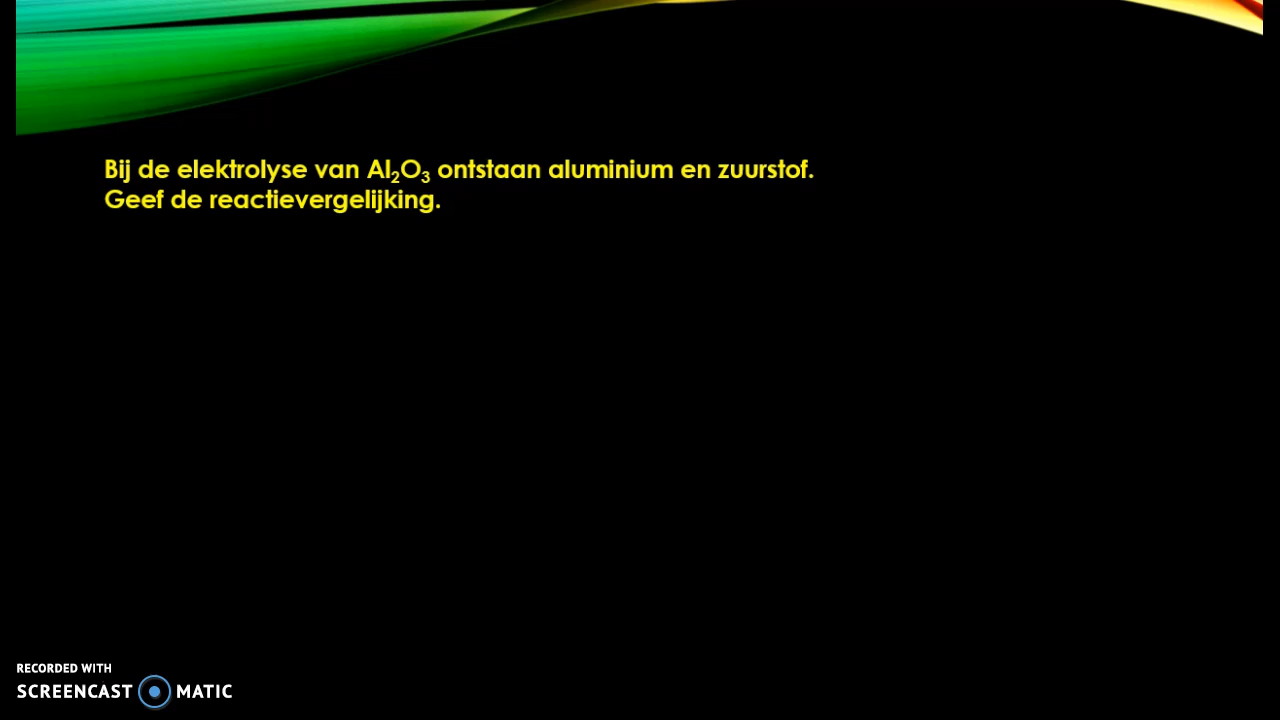 Bij de elektrolyse van Al₂O₃ ontstaan aluminium en zuurstof.
Geef de reactievergelijking.
RECORDED WITH
SCREENCAST MATIC